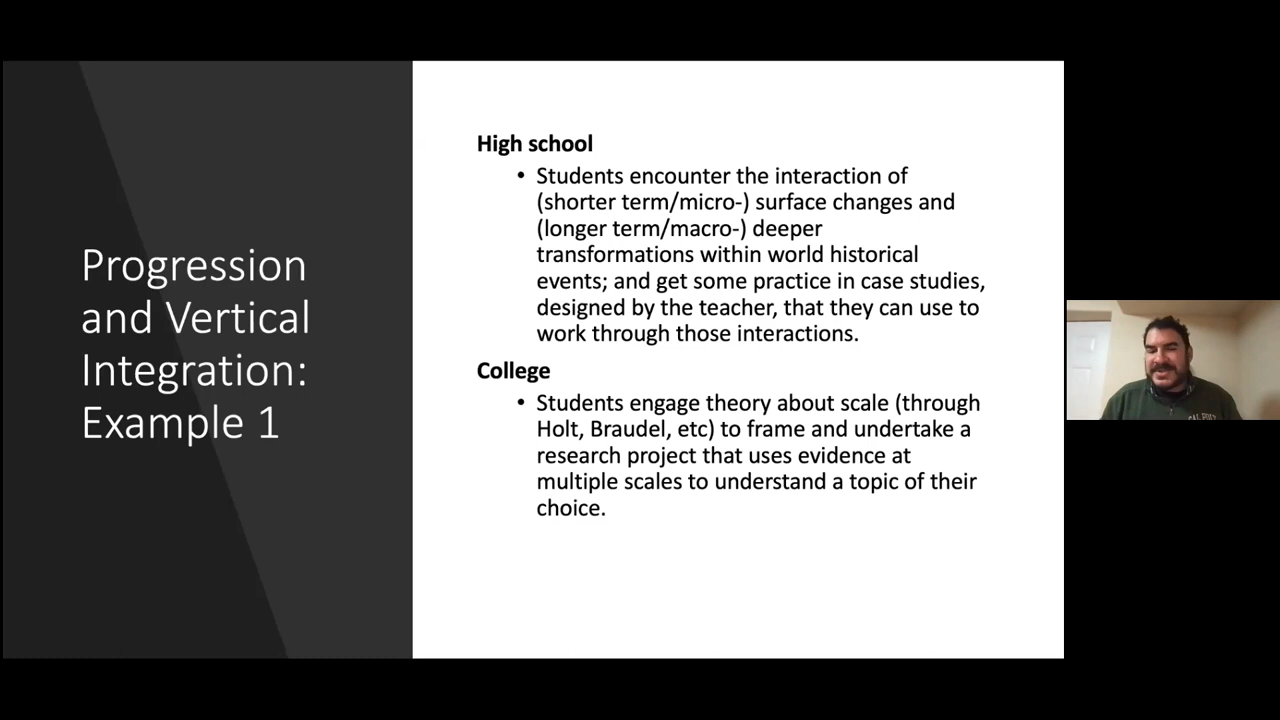 Progression
and Vertical
Integration:
Example 1
High school
• Students encounter the interaction of
(shorter term/micro-) surface changes and
(longer term/macro-) deeper
transformations within world historical
events; and get some practice in case studies,
designed by the teacher, that they can use to
work through those interactions.
College
• Students engage theory about scale (through
Holt, Braudel, etc) to frame and undertake a
research project that uses evidence at
multiple scales to understand a topic of their
choice.